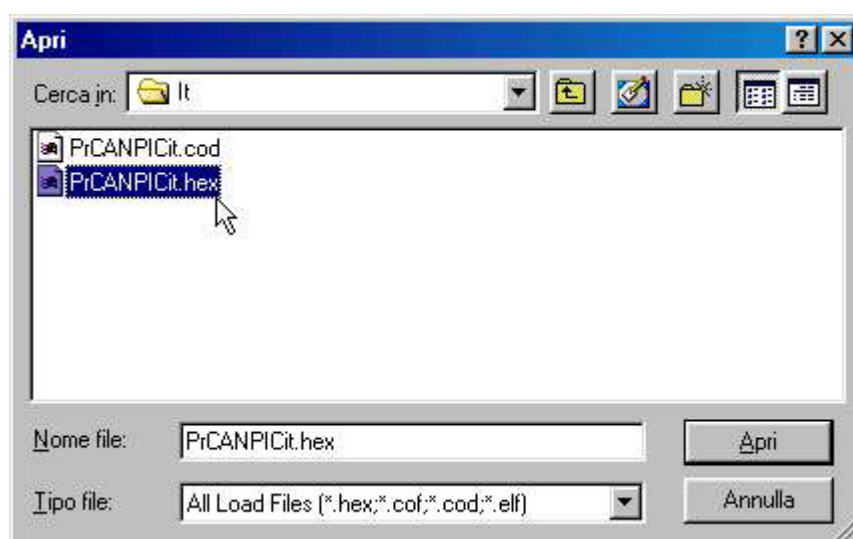 Apri
Cerca in: It
PrCANPICit.cod
PrCANPICit.hex
Nome file: PrCANPICit.hex Apri
Tipo file: All Load Files (*.hex;*.cof;*.cod;*.elf) Annulla